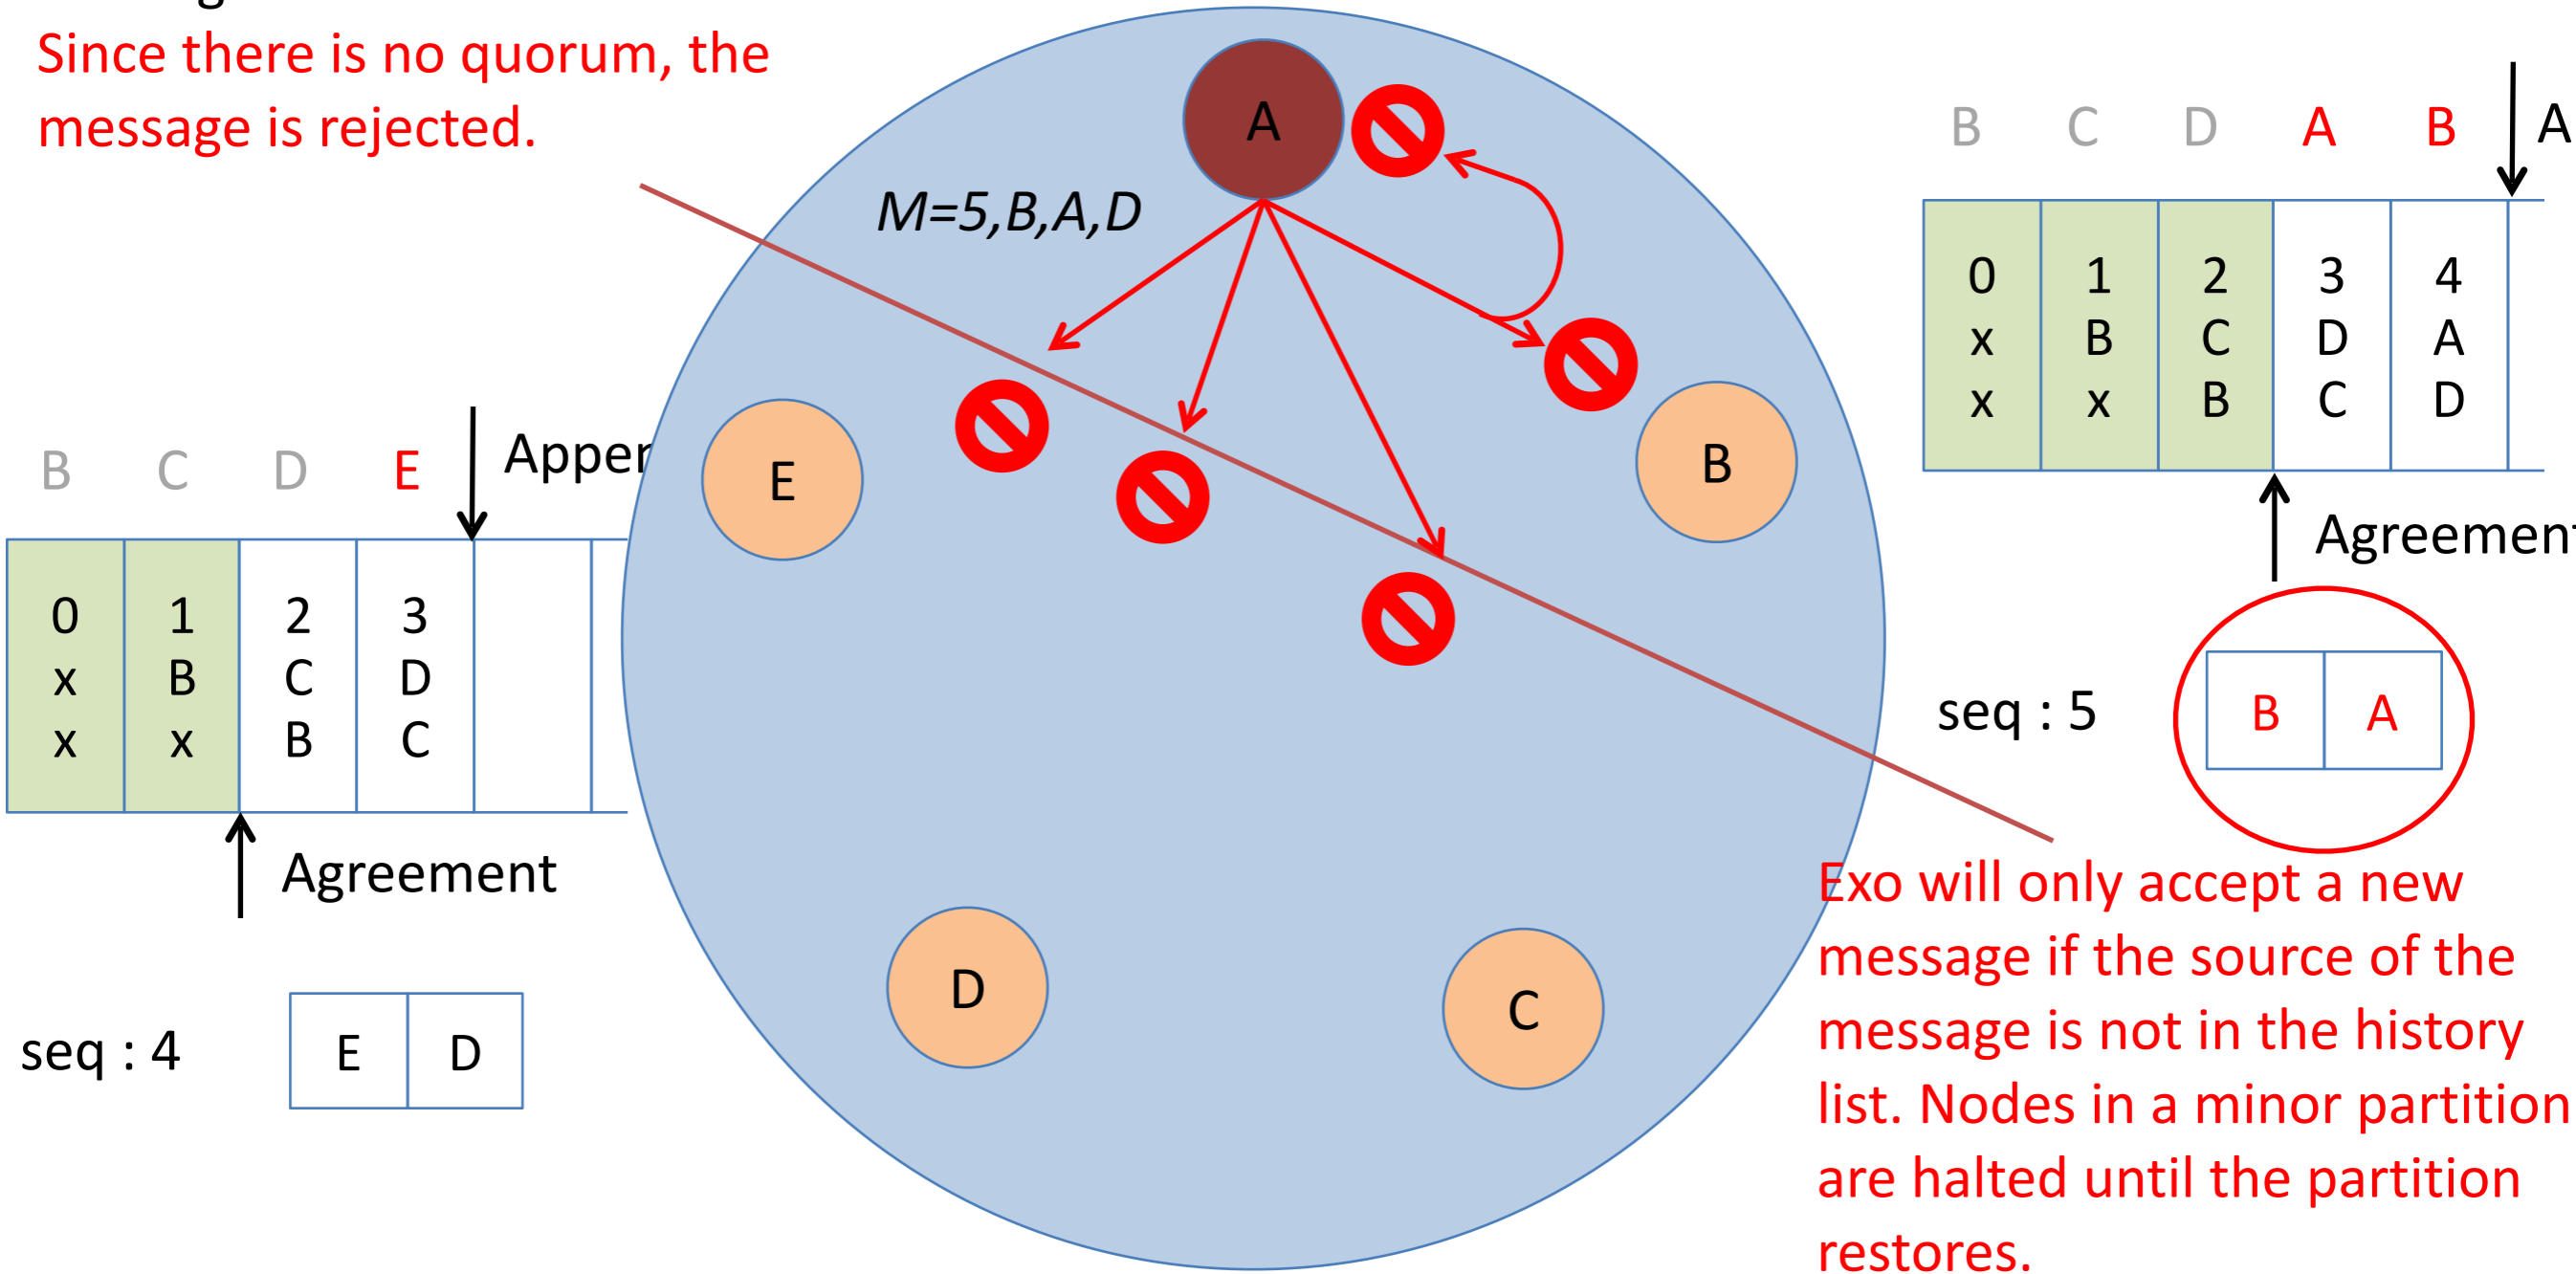 Since there is no quorum, the
message is rejected.
A
M=5,B,A,D
E
B
D
C
B C D E
0 1 2 3
x B C D
x x B C
Agreement
seq : 4
E D
B C D A B
A
0 1 2 3 4
x B C D A
x x B C D
seq : 5
B A
Exo will only accept a new
message if the source of the
message is not in the history
list. Nodes in a minor partition
are halted until the partition
restores.